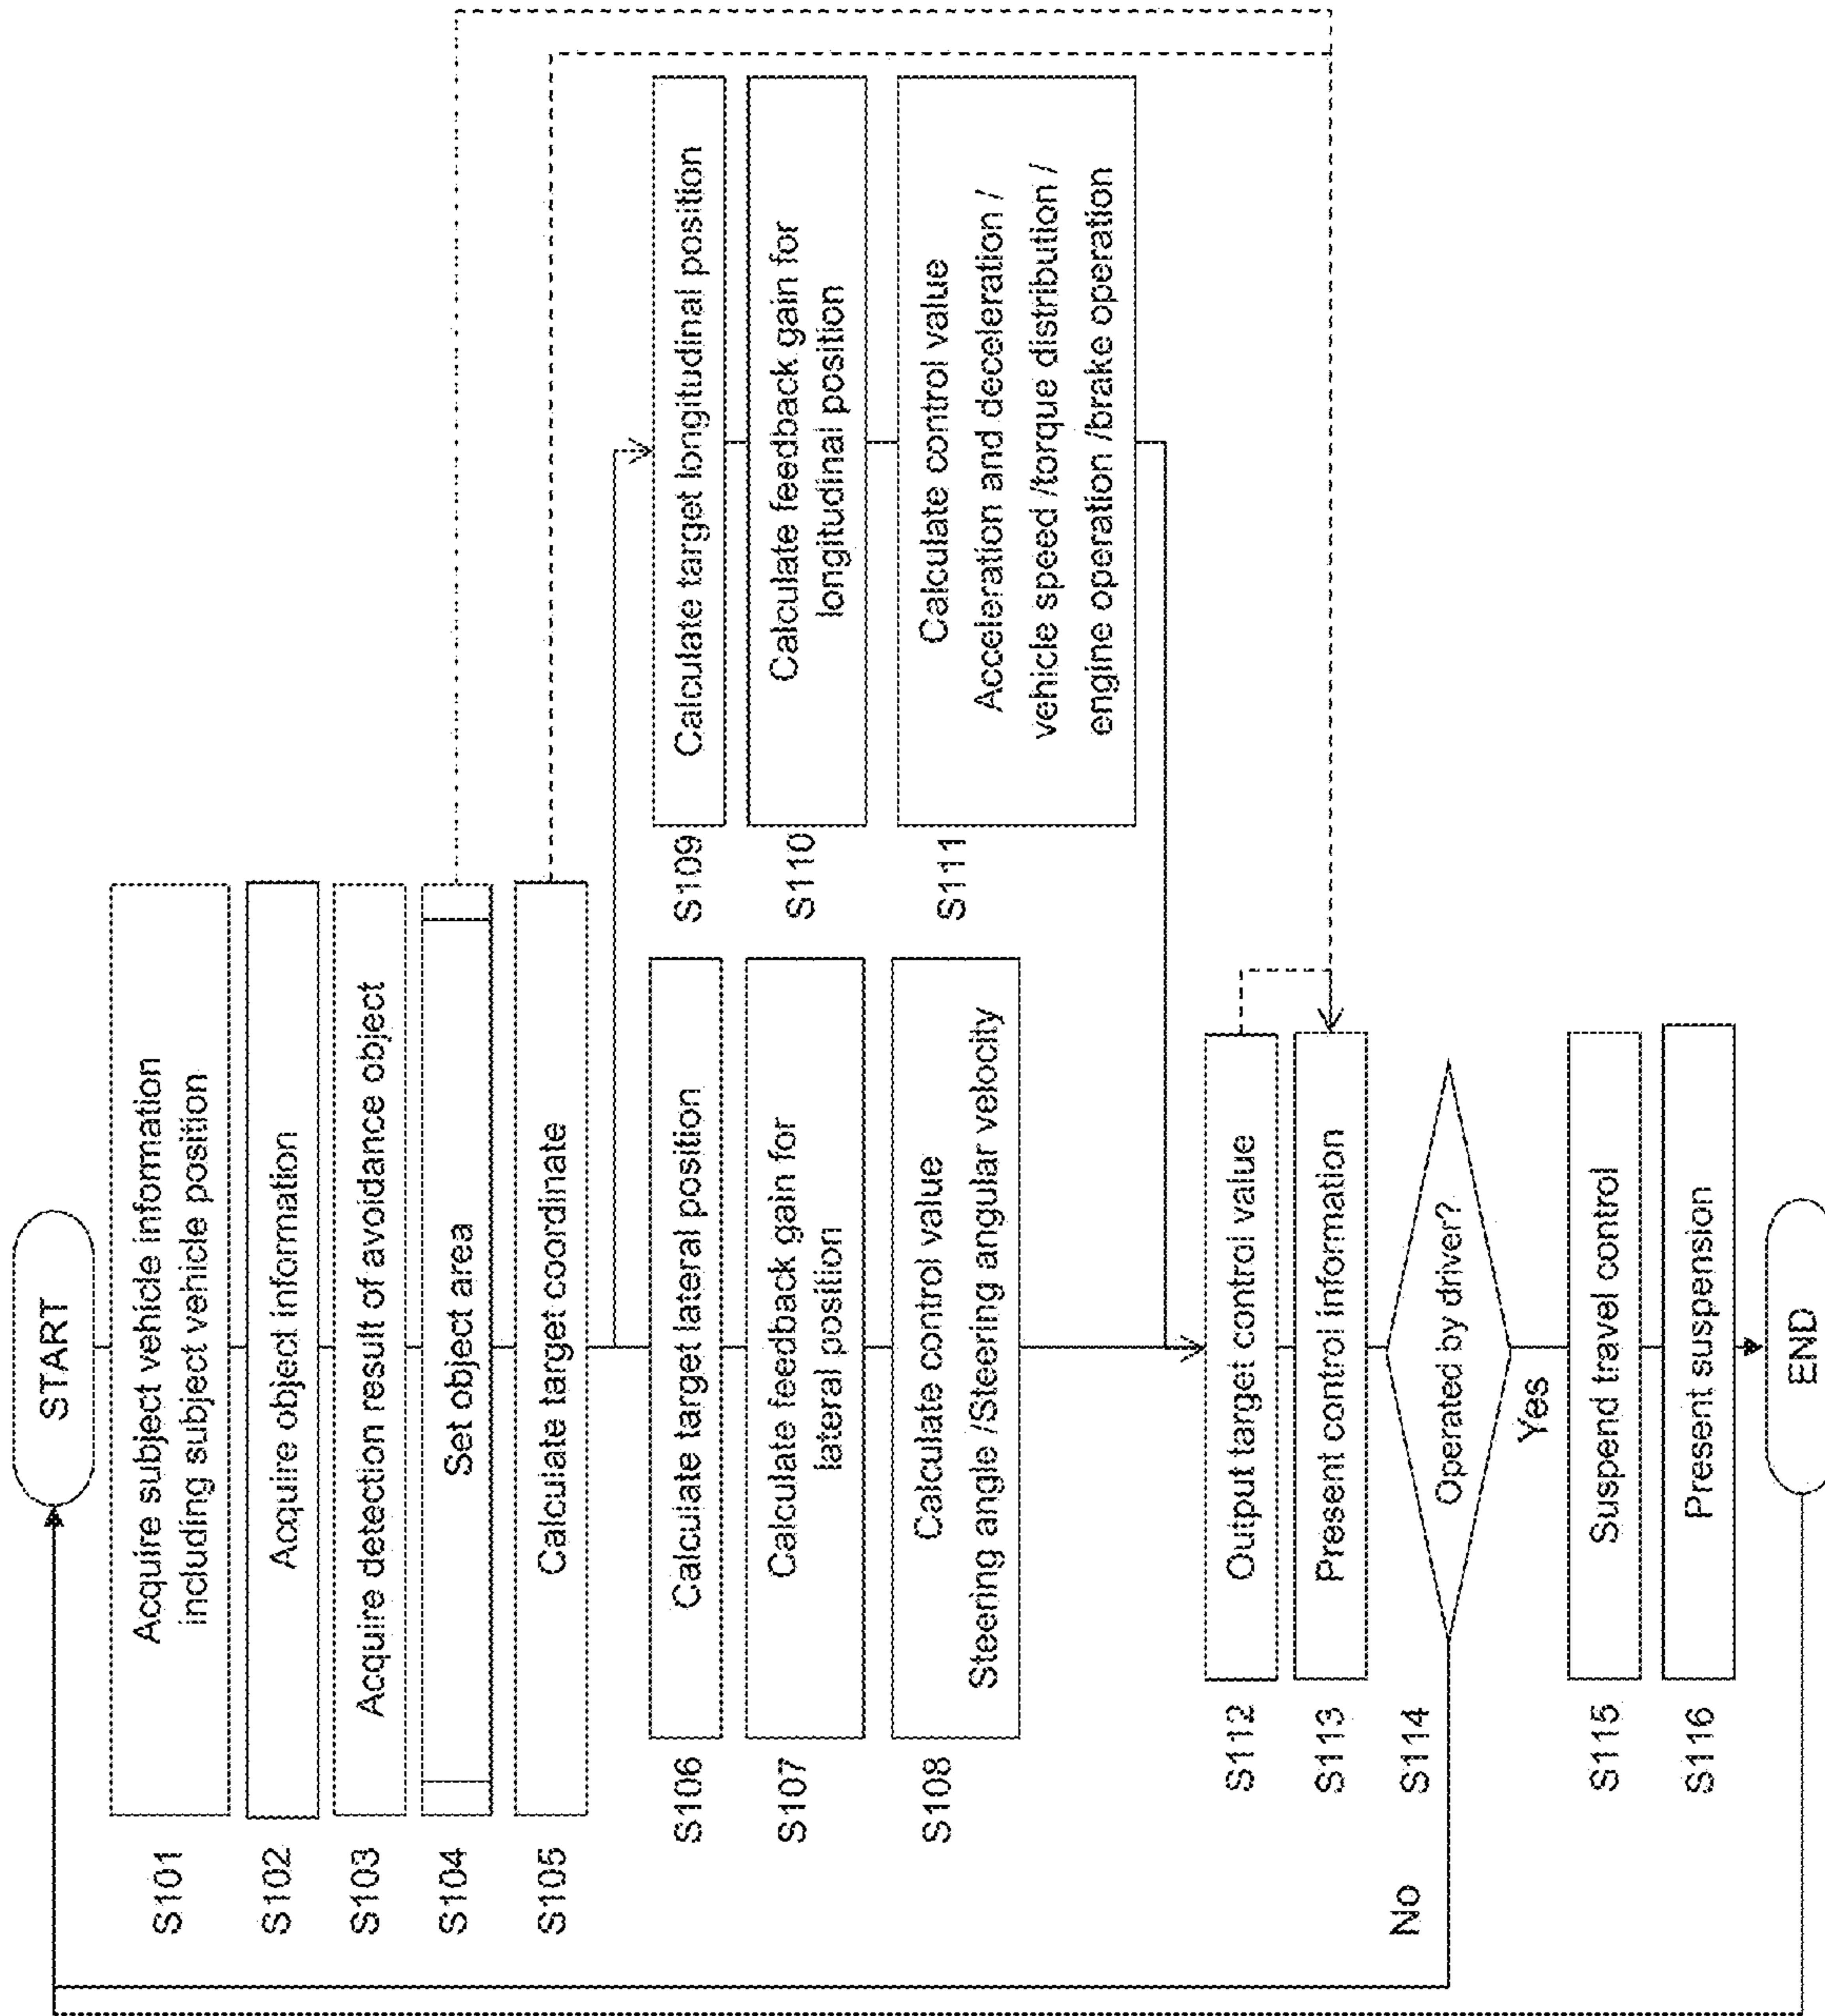 START
S101
Acquire subject vehicle information
including subject vehicle position
S102
Acquire object information
S103
Acquire detection result of avoidance object
S104
Set object area
S105
Calculate target coordinate
S106
Calculate target lateral position
S107
Calculate feedback gain for
lateral position
S108
Calculate control value
Steering angle /Steering angular velocity
S109
Calculate target longitudinal position
S110
Calculate feedback gain for
longitudinal position
S111
Calculate control value
Acceleration and deceleration /
vehicle speed /torque distribution /
engine operation /brake operation
S112
Output target control value
S113
Present control information
S114
Operated by driver?
No
Yes
S115
Suspend travel control
S116
Present suspension
END